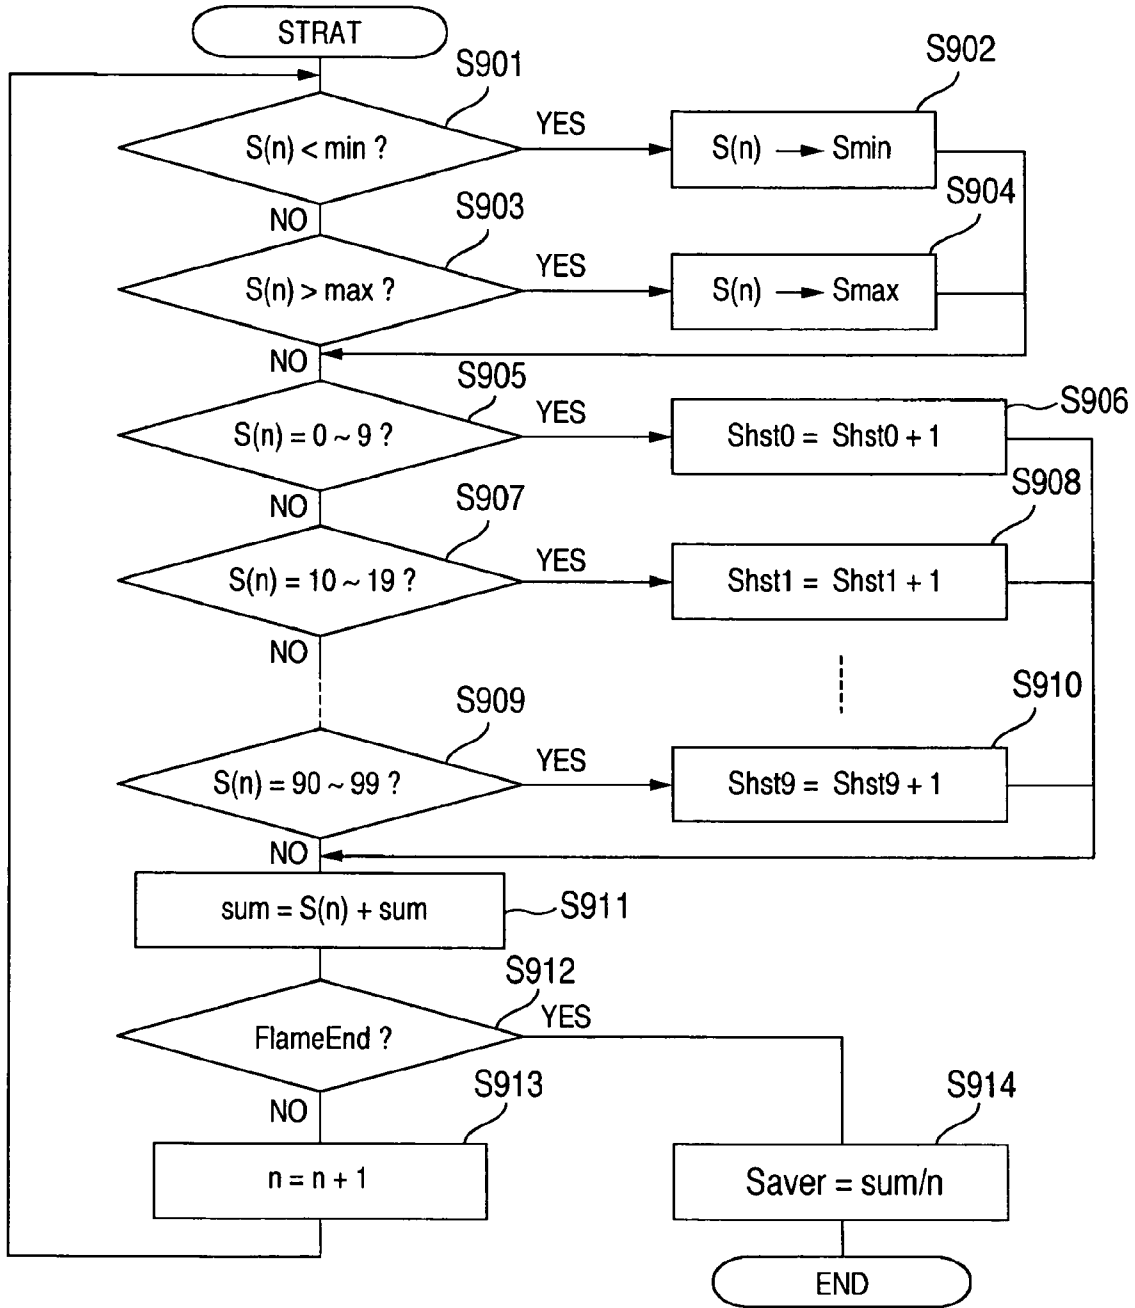 STRAT
S901
S(n) < min ?
YES
S902
S(n) → Smin
NO
S903
S(n) > max ?
YES
S904
S(n) → Smax
NO
S905
S(n) = 0 ~ 9 ?
YES
S906
Shst0 = Shst0 + 1
NO
S907
S(n) = 10 ~ 19 ?
YES
S908
Shst1 = Shst1 + 1
NO
S909
S(n) = 90 ~ 99 ?
YES
S910
Shst9 = Shst9 + 1
NO
sum = S(n) + sum
S911
S912
FlameEnd ?
YES
NO
S913
n = n + 1
S914
Saver = sum/n
END